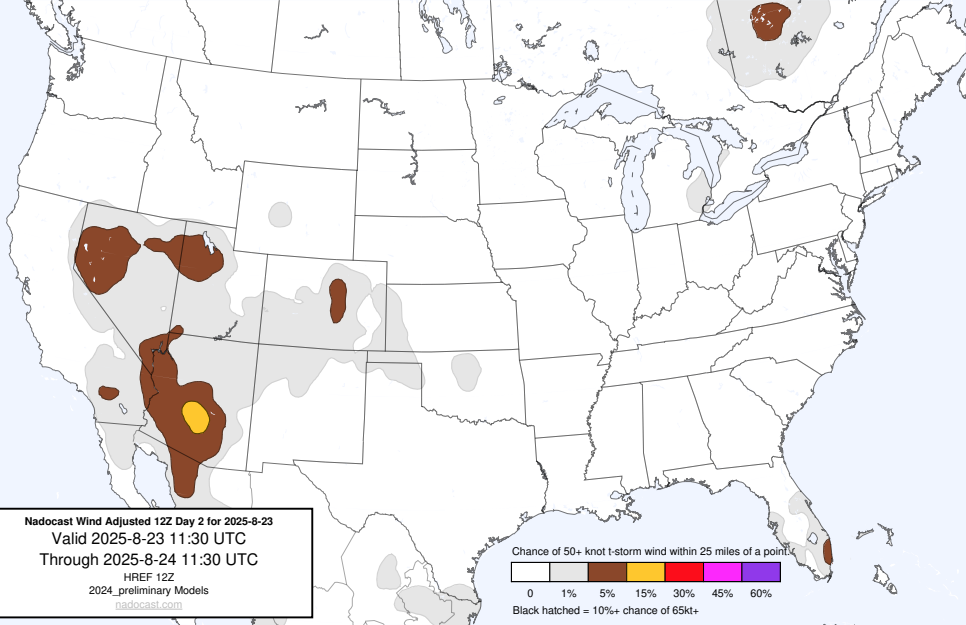 Nadocast Wind Adjusted 12Z Day 2 for 2025-8-23
Valid 2025-8-23 11:30 UTC
Through 2025-8-24 11:30 UTC
HREF 12Z
2024_preliminary Models
nadocast.com
Chance of 50+ knot t-storm wind within 25 miles of a point.
0 1% 5% 15% 30% 45% 60%
Black hatched = 10%+ chance of 65kt+